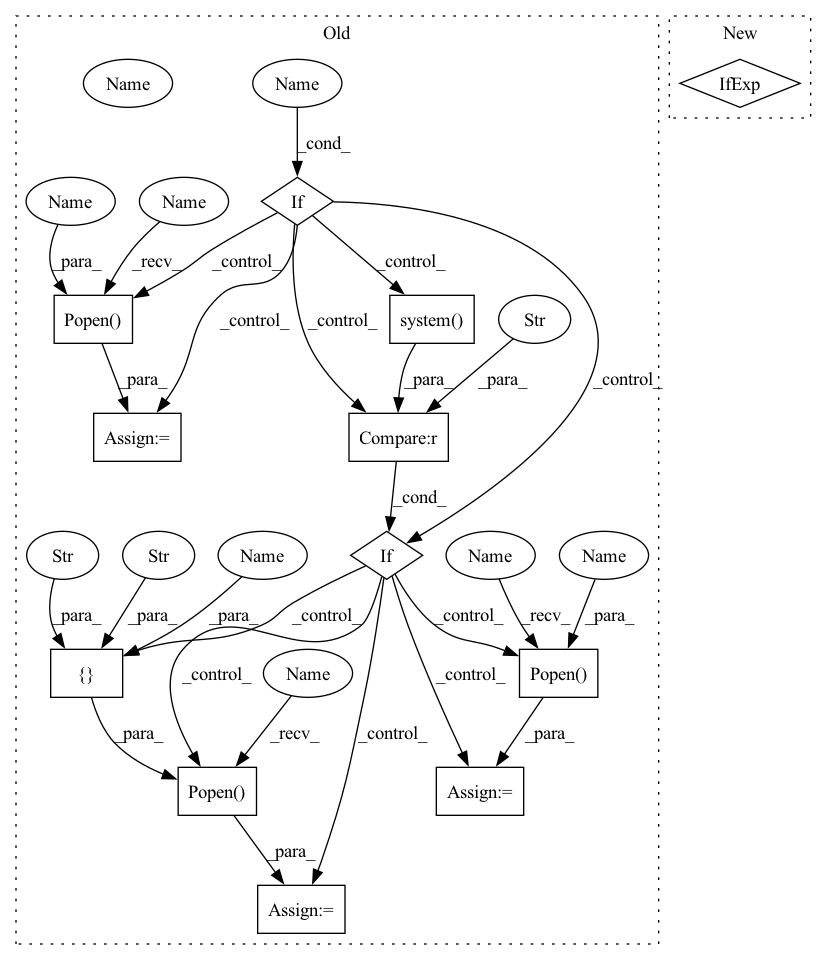 Old
New
Name
Name
IfExp
_cond_
Name
Name
If
_para_
_recv_
_control_
_control_
Popen()
_control_
_control_
system()
Str
_control_
_para_
_para_
_para_
Assign:=
Compare:r
_cond_
Str
Str
Name
If
Name
Name
_para_
_para_
_para_
_control_
_control_
_recv_
_para_
{}
_control_
Name
_control_
Popen()
_para_
_recv_
_control_
_para_
Popen()
Assign:=
_para_
Assign:=